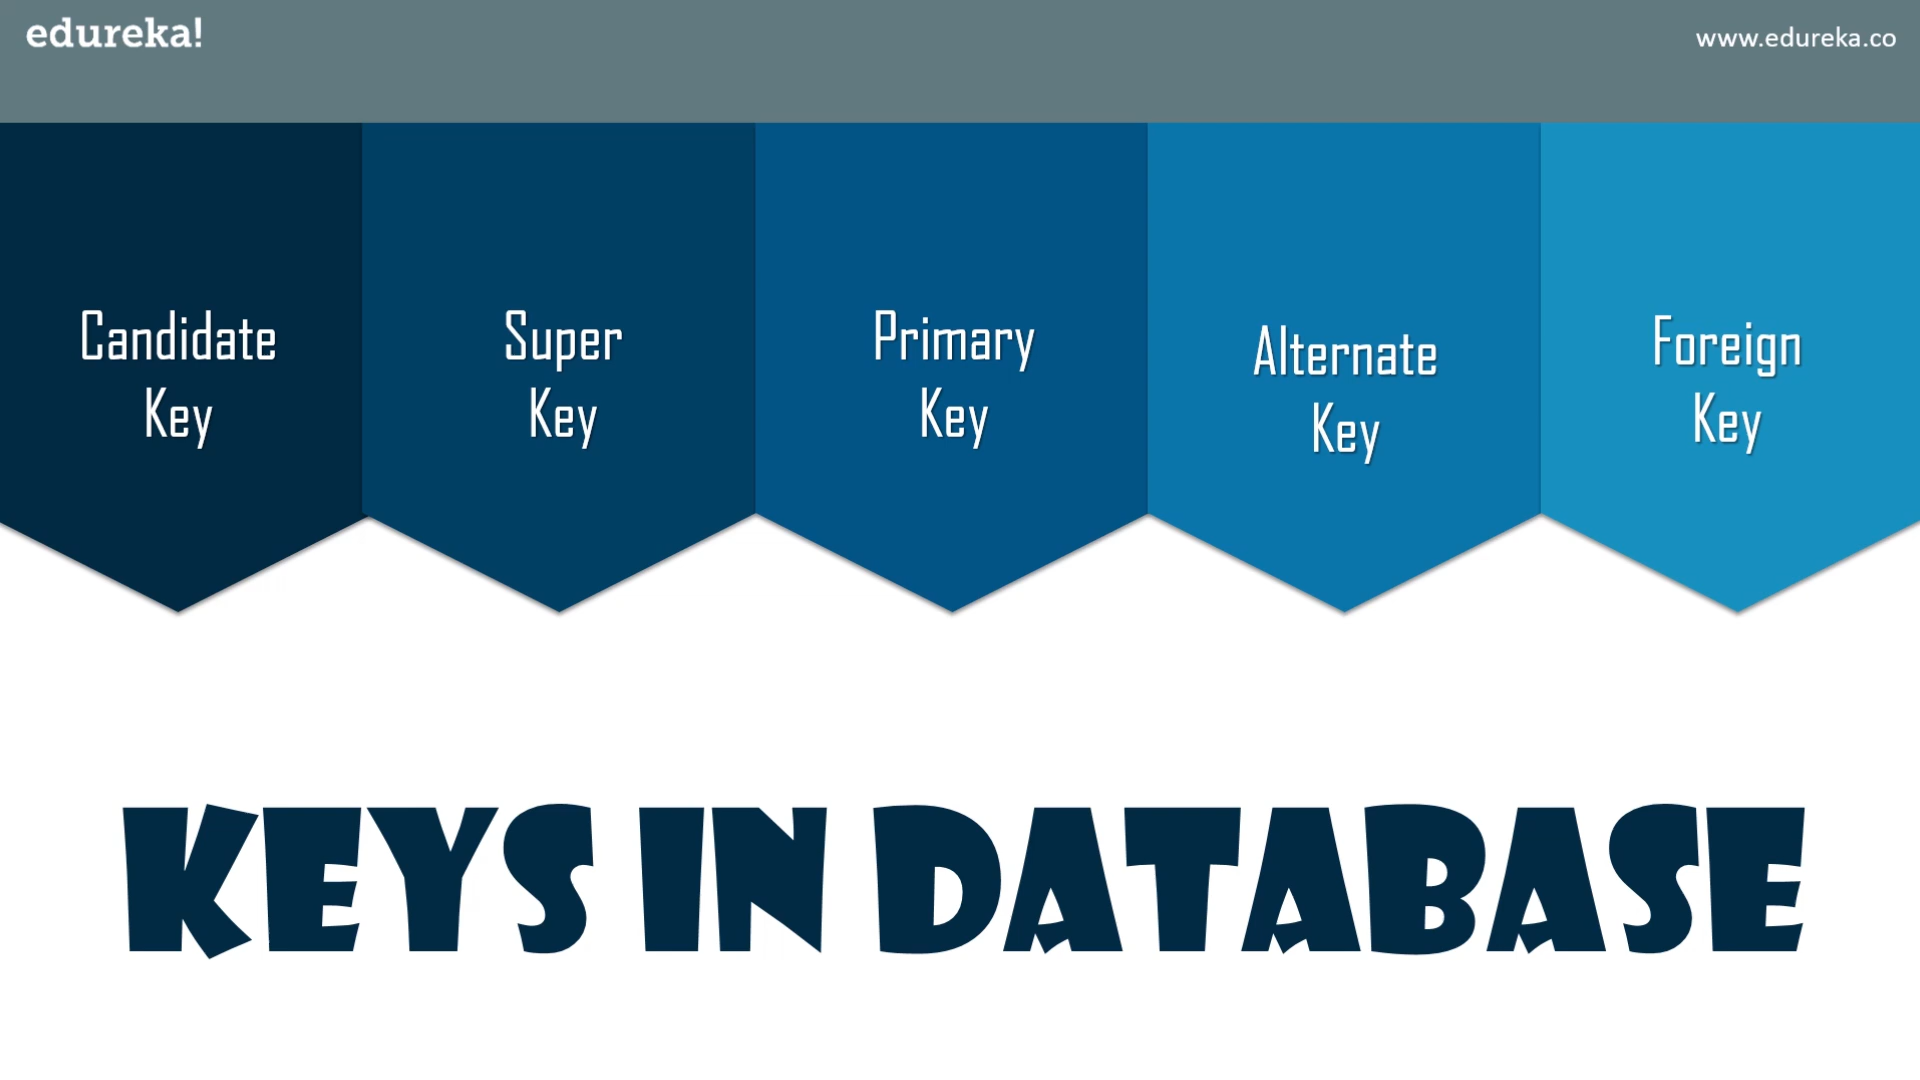 edureka!
www.edureka.co
Candidate
Key
Super
Key
Primary
Key
Alternate
Key
Foreign
Key
KEYS IN DATABASE